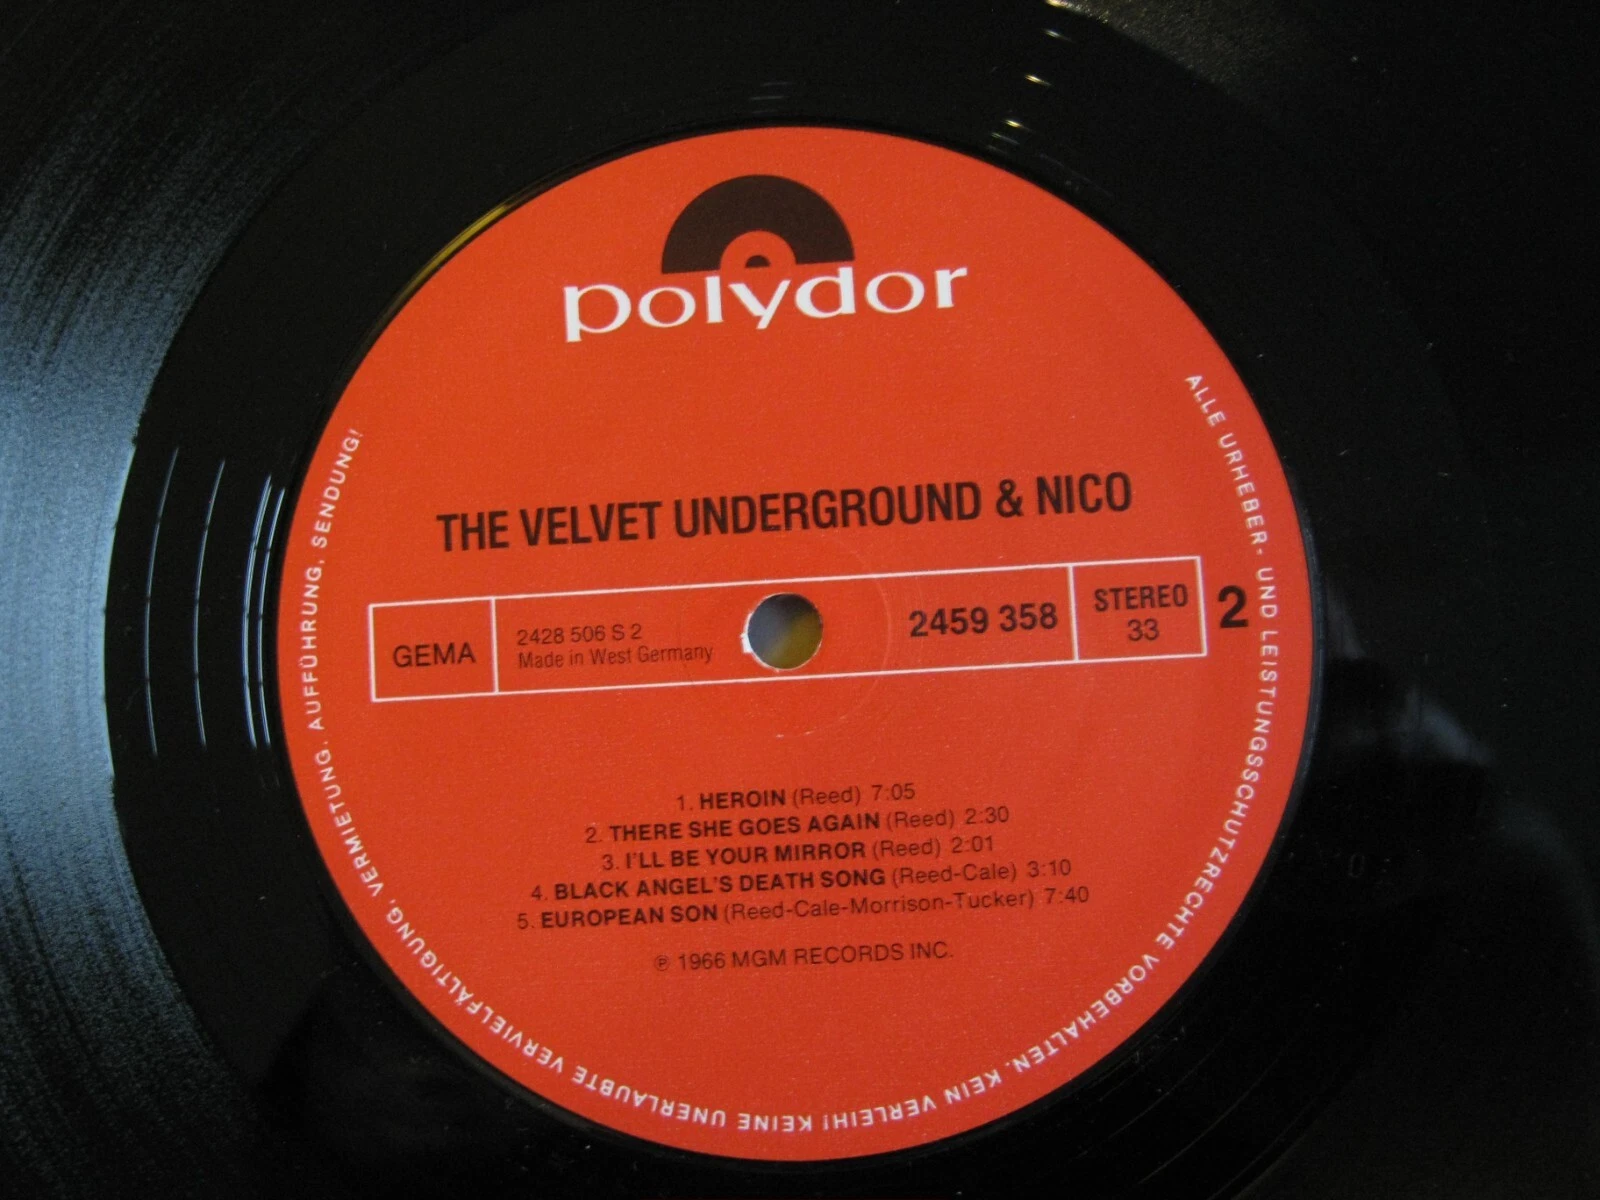 polydor
THE VELVET UNDERGROUND & NICO
GEMA
2428 506 S 2
Made in West Germany
2459 358
STEREO
33
2
1. HEROIN (Reed) 7:05
2. THERE SHE GOES AGAIN (Reed) 2:30
3. I'LL BE YOUR MIRROR (Reed) 2:01
4. BLACK ANGEL'S DEATH SONG (Reed-Cale) 3:10
5. EUROPEAN SON (Reed-Cale-Morrison-Tucker) 7:40
℗ 1966 MGM RECORDS INC.
ALLE URHEBER- UND LEISTUNGSSCHUTZRECHTE VORBEHALTEN. KEIN VERLEIH! KEINE UNERLAUBTE VERVIELFÄLTIGUNG, VERMIETUNG, AUFFÜHRUNG, SENDUNG!